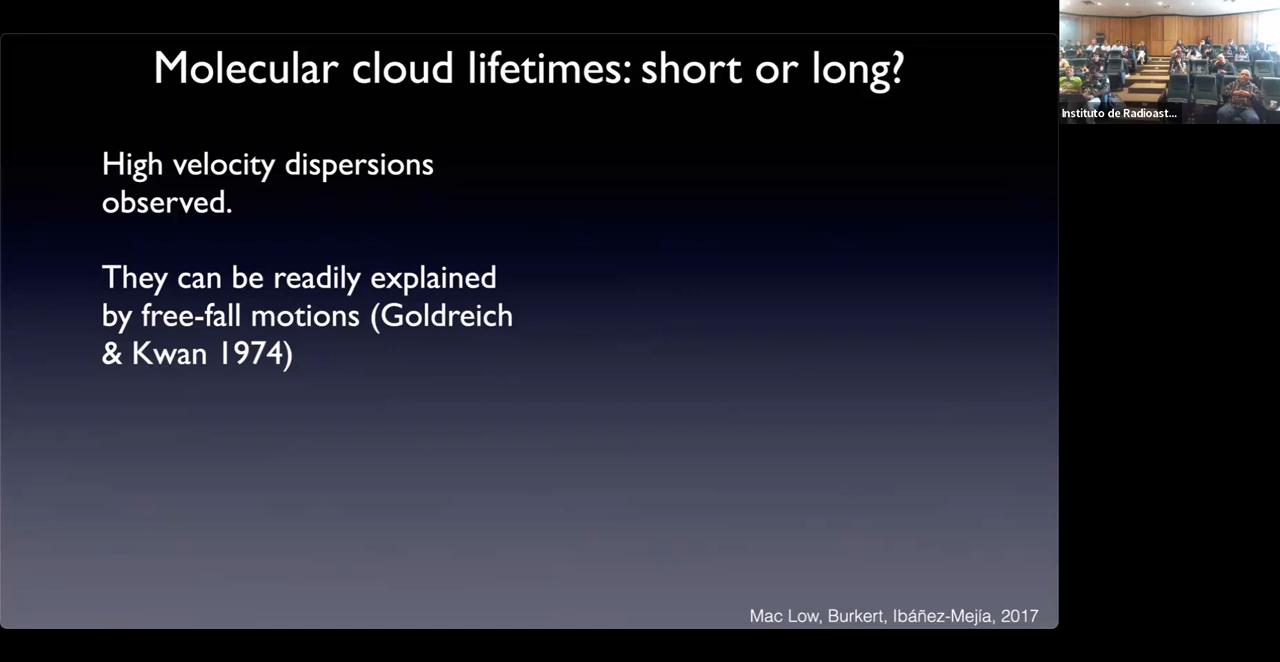 Molecular cloud lifetimes: short or long?
Instituto de Radioast...
High velocity dispersions
observed.
They can be readily explained
by free-fall motions (Goldreich
& Kwan 1974)
Mac Low, Burkert, Ibáñez-Mejía, 2017